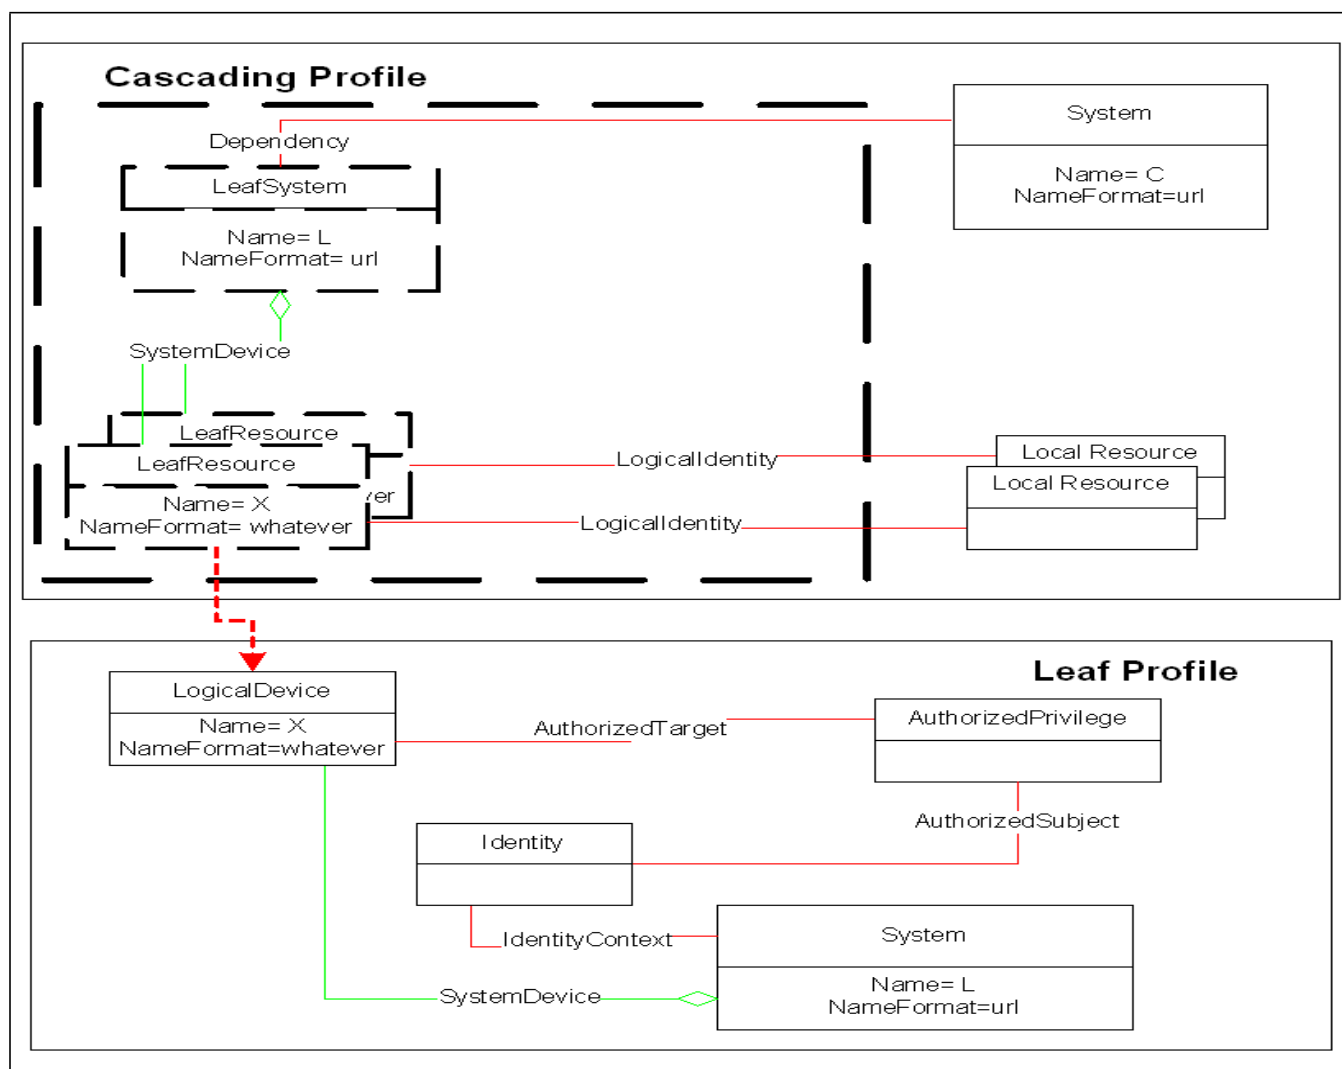 Cascading Profile
System
Name= C
NameFormat=url
Dependency
LeafSystem
Name= L
NameFormat= url
SystemDevice
LeafResource
LeafResource
Name= X
NameFormat= whatever
LogicalIdentity
LogicalIdentity
Local Resource
Local Resource
Leaf Profile
LogicalDevice
Name= X
NameFormat=whatever
AuthorizedTarget
AuthorizedPrivilege
AuthorizedSubject
Identity
IdentityContext
System
Name= L
NameFormat=url
SystemDevice